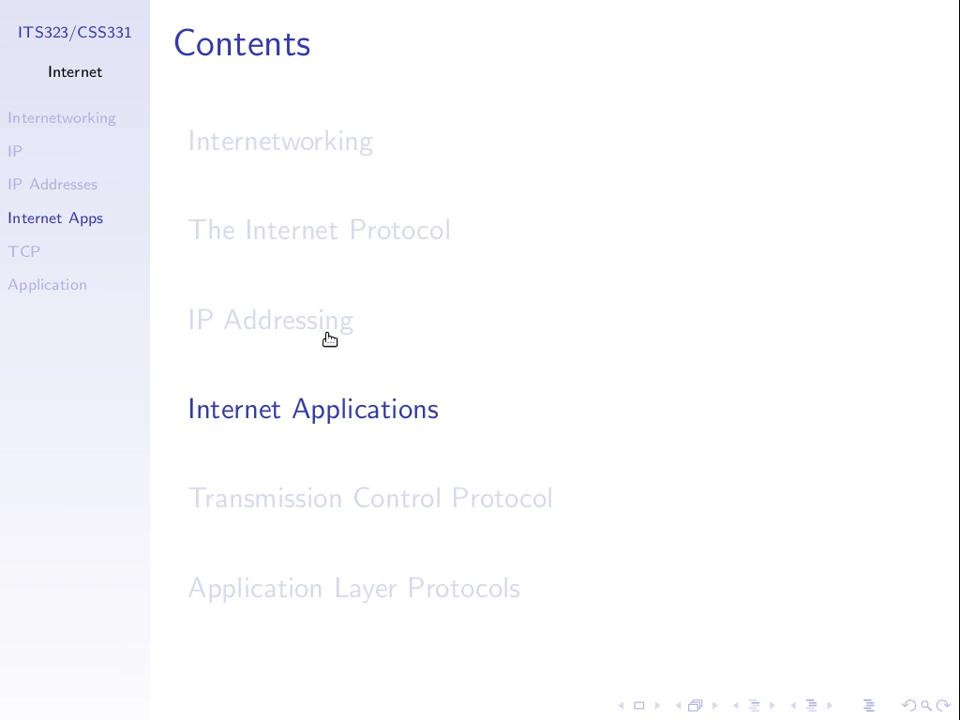 ITS323/CSS331
Internet
Internetworking
IP
IP Addresses
Internet Apps
TCP
Application
Contents
Internetworking
The Internet Protocol
IP Addressing
Internet Applications
Transmission Control Protocol
Application Layer Protocols